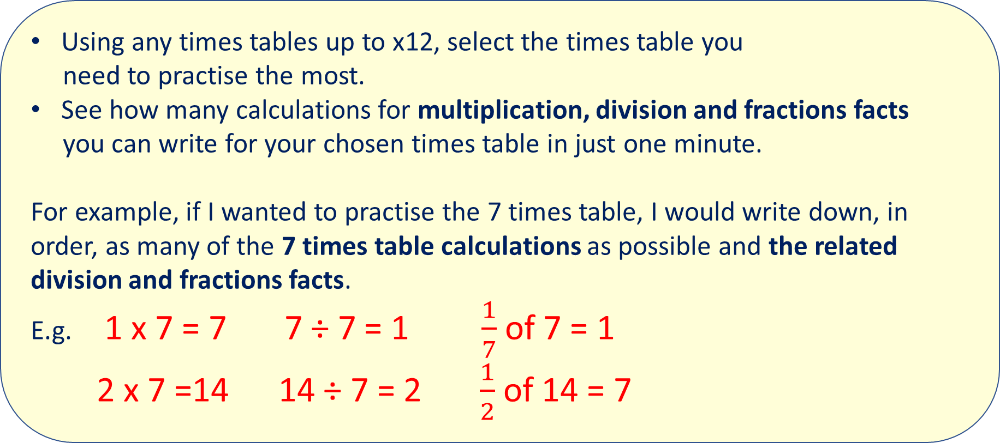 • Using any times tables up to x12, select the times table you
need to practise the most.
• See how many calculations for multiplication, division and fractions facts
you can write for your chosen times table in just one minute.
For example, if I wanted to practise the 7 times table, I would write down, in
order, as many of the 7 times table calculations as possible and the related
division and fractions facts.
E.g. 1 x 7 = 7 7 ÷ 7 = 1 1/7 of 7 = 1
2 x 7 =14 14 ÷ 7 = 2 1/2 of 14 = 7